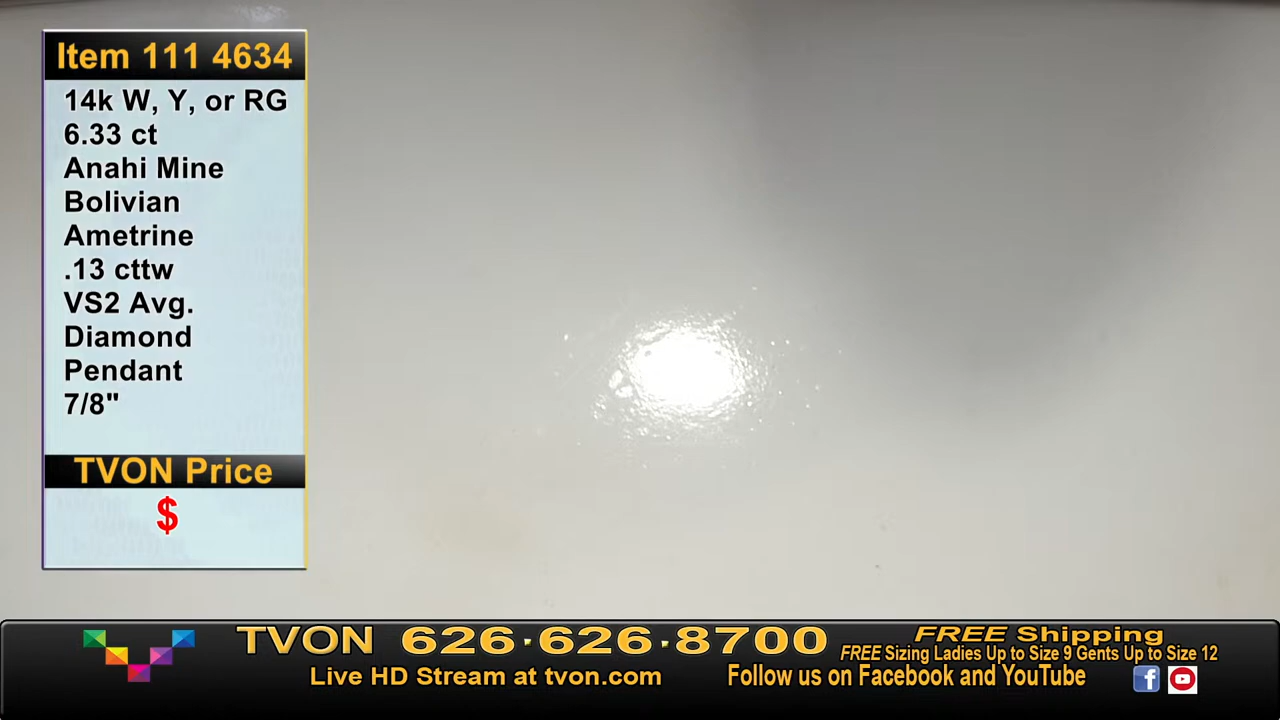 Item 111 4634
14k W, Y, or RG
6.33 ct
Anahi Mine
Bolivian
Ametrine
.13 cttw
VS2 Avg.
Diamond
Pendant
7/8"
TVON Price
$
TVON 626·626·8700
Live HD Stream at tvon.com
FREE Shipping
FREE Sizing Ladies Up to Size 9 Gents Up to Size 12
Follow us on Facebook and YouTube